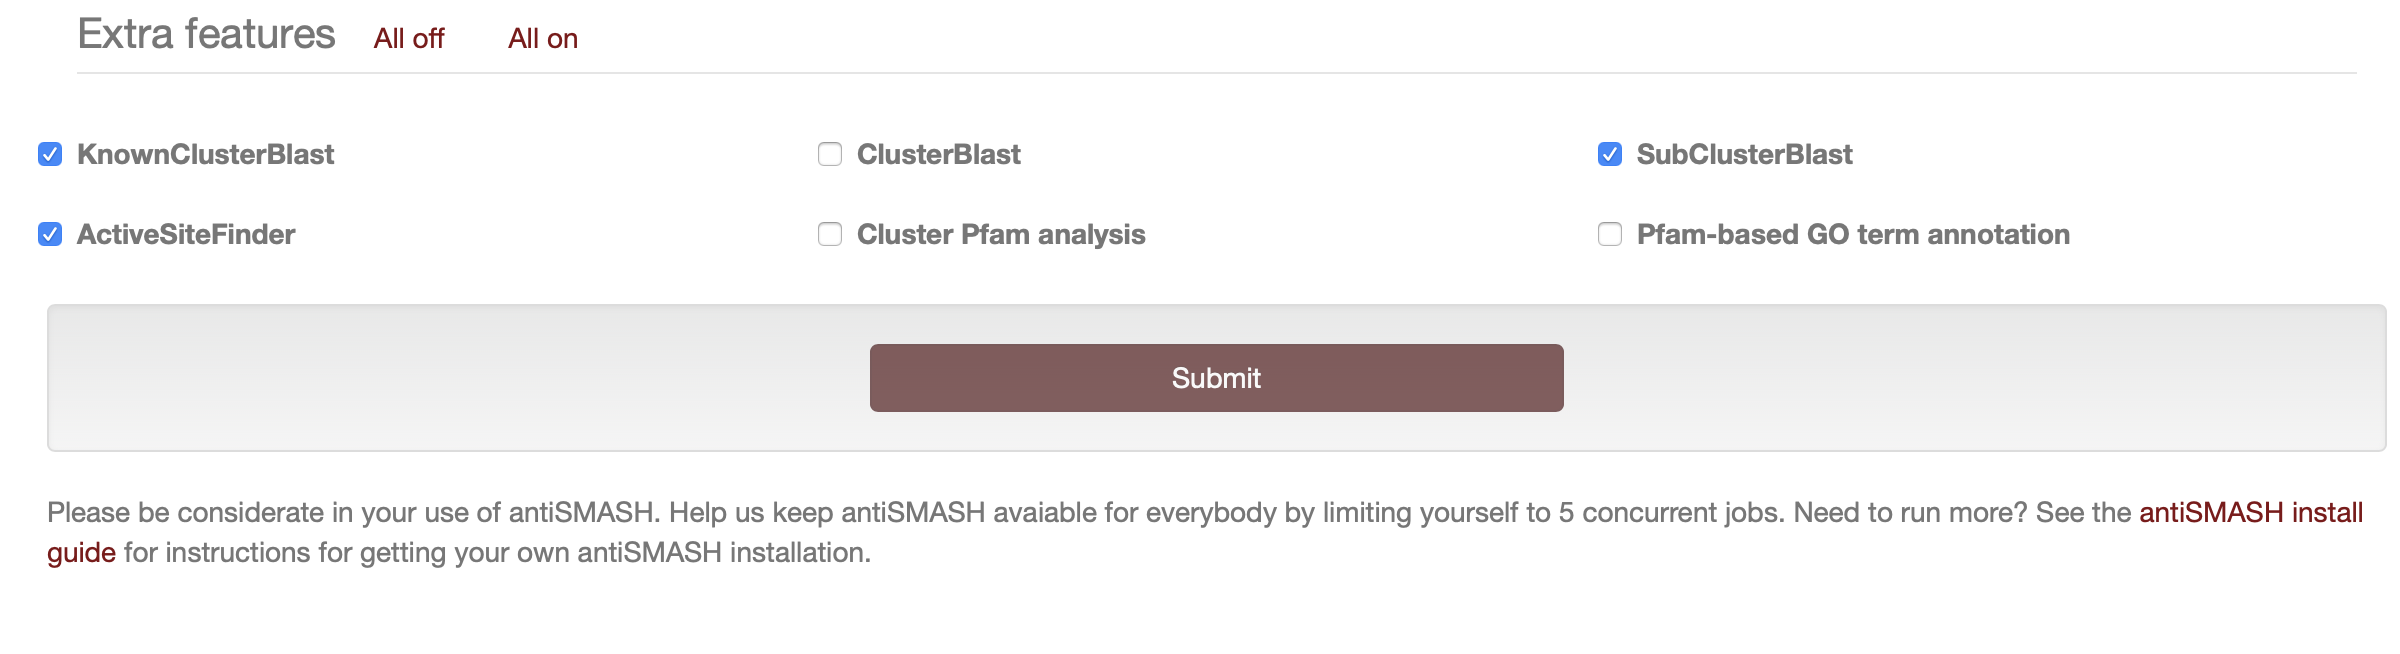 Extra features All off All on
KnownClusterBlast ClusterBlast SubClusterBlast
ActiveSiteFinder Cluster Pfam analysis Pfam-based GO term annotation
Submit
Please be considerate in your use of antiSMASH. Help us keep antiSMASH avaiable for everybody by limiting yourself to 5 concurrent jobs. Need to run more? See the antiSMASH install
guide for instructions for getting your own antiSMASH installation.